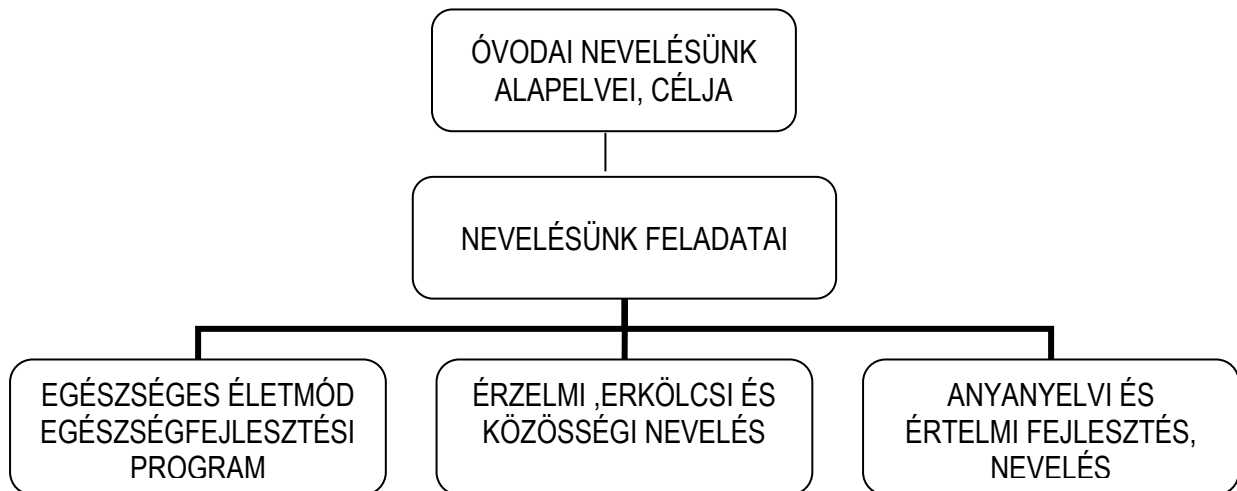 ÓVODAI NEVELÉSÜNK
ALAPELVEI, CÉLJA
NEVELÉSÜNK FELADATAI
EGÉSZSÉGES ÉLETMÓD
EGÉSZSÉGFEJLESZTÉSI
PROGRAM
ÉRZELMI ,ERKÖLCSI ÉS
KÖZÖSSÉGI NEVELÉS
ANYANYELVI ÉS
ÉRTELMI FEJLESZTÉS,
NEVELÉS